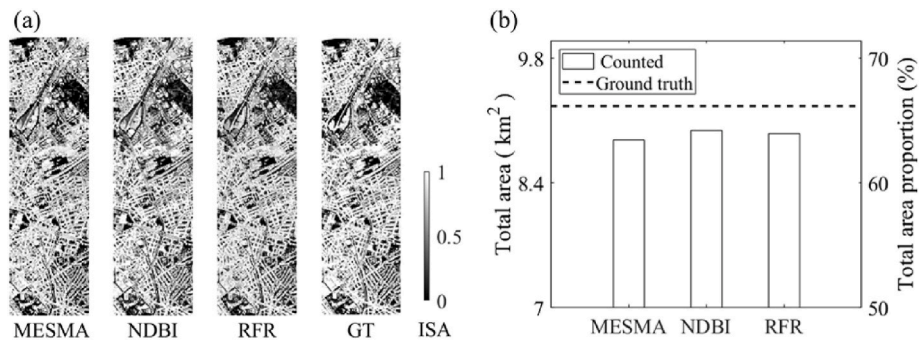 (a)
MESMA NDBI RFR GT ISA
1
0.5
0
(b)
Total area ( km²)
9.8
8.4
7
Counted
Ground truth
MESMA NDBI RFR
70
60
50
Total area proportion (%)